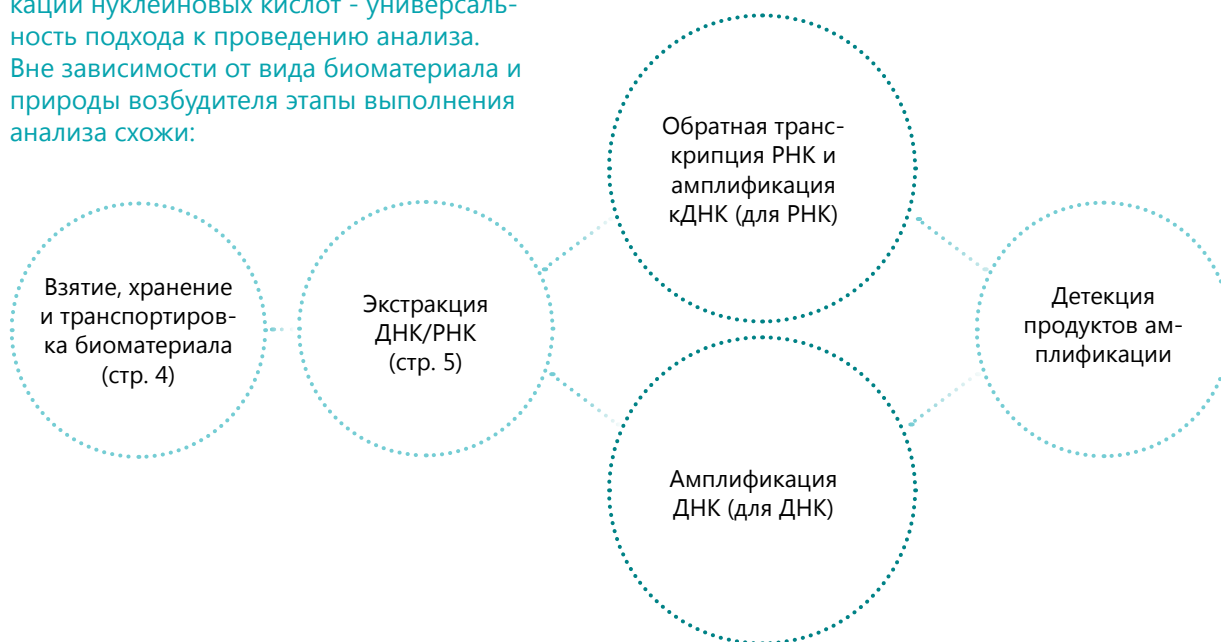 кации нуклеиновых кислот - универсаль-
ность подхода к проведению анализа.
Вне зависимости от вида биоматериала и
природы возбудителя этапы выполнения
анализа схожи:
Взятие, хранение
и транспортиров-
ка биоматериала
(стр. 4)
Экстракция
ДНК/РНК
(стр. 5)
Обратная транс-
крипция РНК и
амплификация
кДНК (для РНК)
Амплификация
ДНК (для ДНК)
Детекция
продуктов ам-
плификации